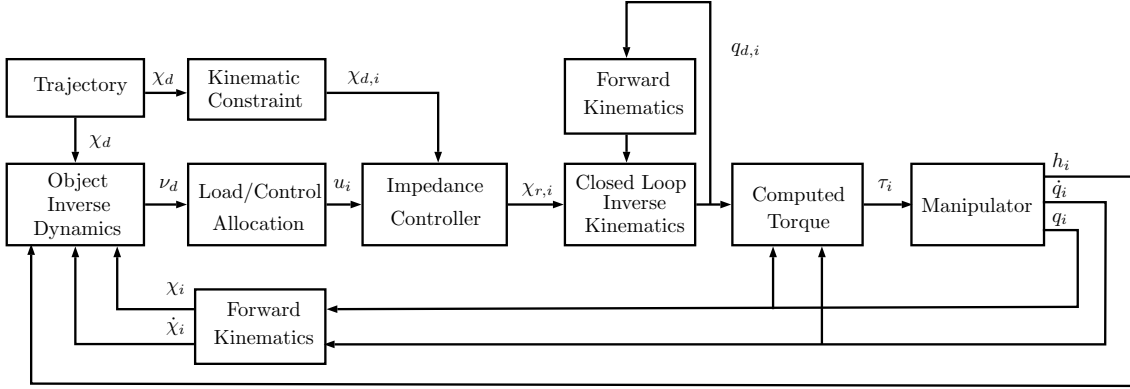 q_{d,i}
Trajectory
χ_d
Kinematic
Constraint
χ_{d,i}
Forward
Kinematics
χ_d
Object
Inverse
Dynamics
ν_d
Load/Control
Allocation
u_i
Impedance
Controller
χ_{r,i}
Closed Loop
Inverse
Kinematics
Computed
Torque
τ_i
Manipulator
h_i
q̇_i
q_i
χ_i
χ̇_i
Forward
Kinematics